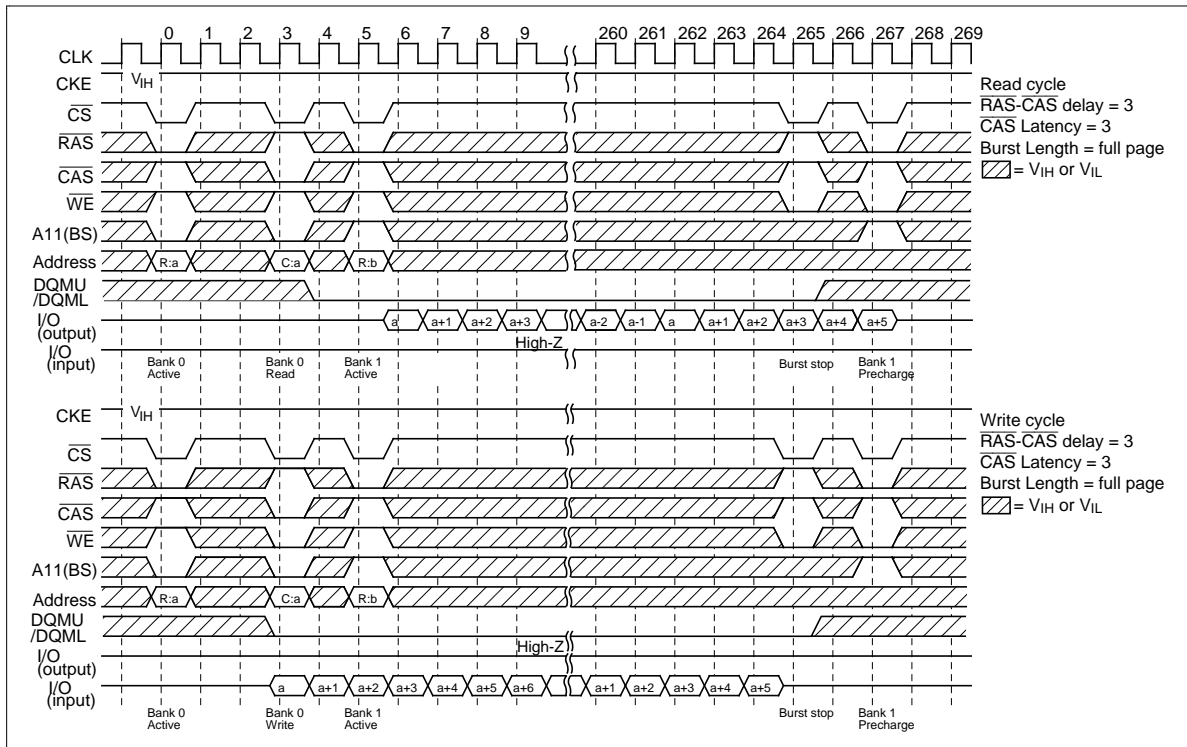 0 1 2 3 4 5 6 7 8 9 260 261 262 263 264 265 266 267 268 269
CLK
CKE VIH
CS
RAS
CAS
WE
A11(BS)
Address R:a C:a R:b
DQMU
/DQML
I/O
(output) a a+1 a+2 a+3 a-2 a-1 a a+1 a+2 a+3 a+4 a+5
High-Z
I/O
(input)
Bank 0
Active
Bank 0
Read
Bank 1
Active
Burst stop
Bank 1
Precharge
Read cycle
RAS-CAS delay = 3
CAS Latency = 3
Burst Length = full page
= VIH or VIL
CKE VIH
CS
RAS
CAS
WE
A11(BS)
Address R:a C:a R:b
DQMU
/DQML
High-Z
I/O
(output)
I/O
(input) a a+1 a+2 a+3 a+4 a+5 a+6 a+1 a+2 a+3 a+4 a+5
Bank 0
Active
Bank 0
Write
Bank 1
Active
Burst stop
Bank 1
Precharge
Write cycle
RAS-CAS delay = 3
CAS Latency = 3
Burst Length = full page
= VIH or VIL